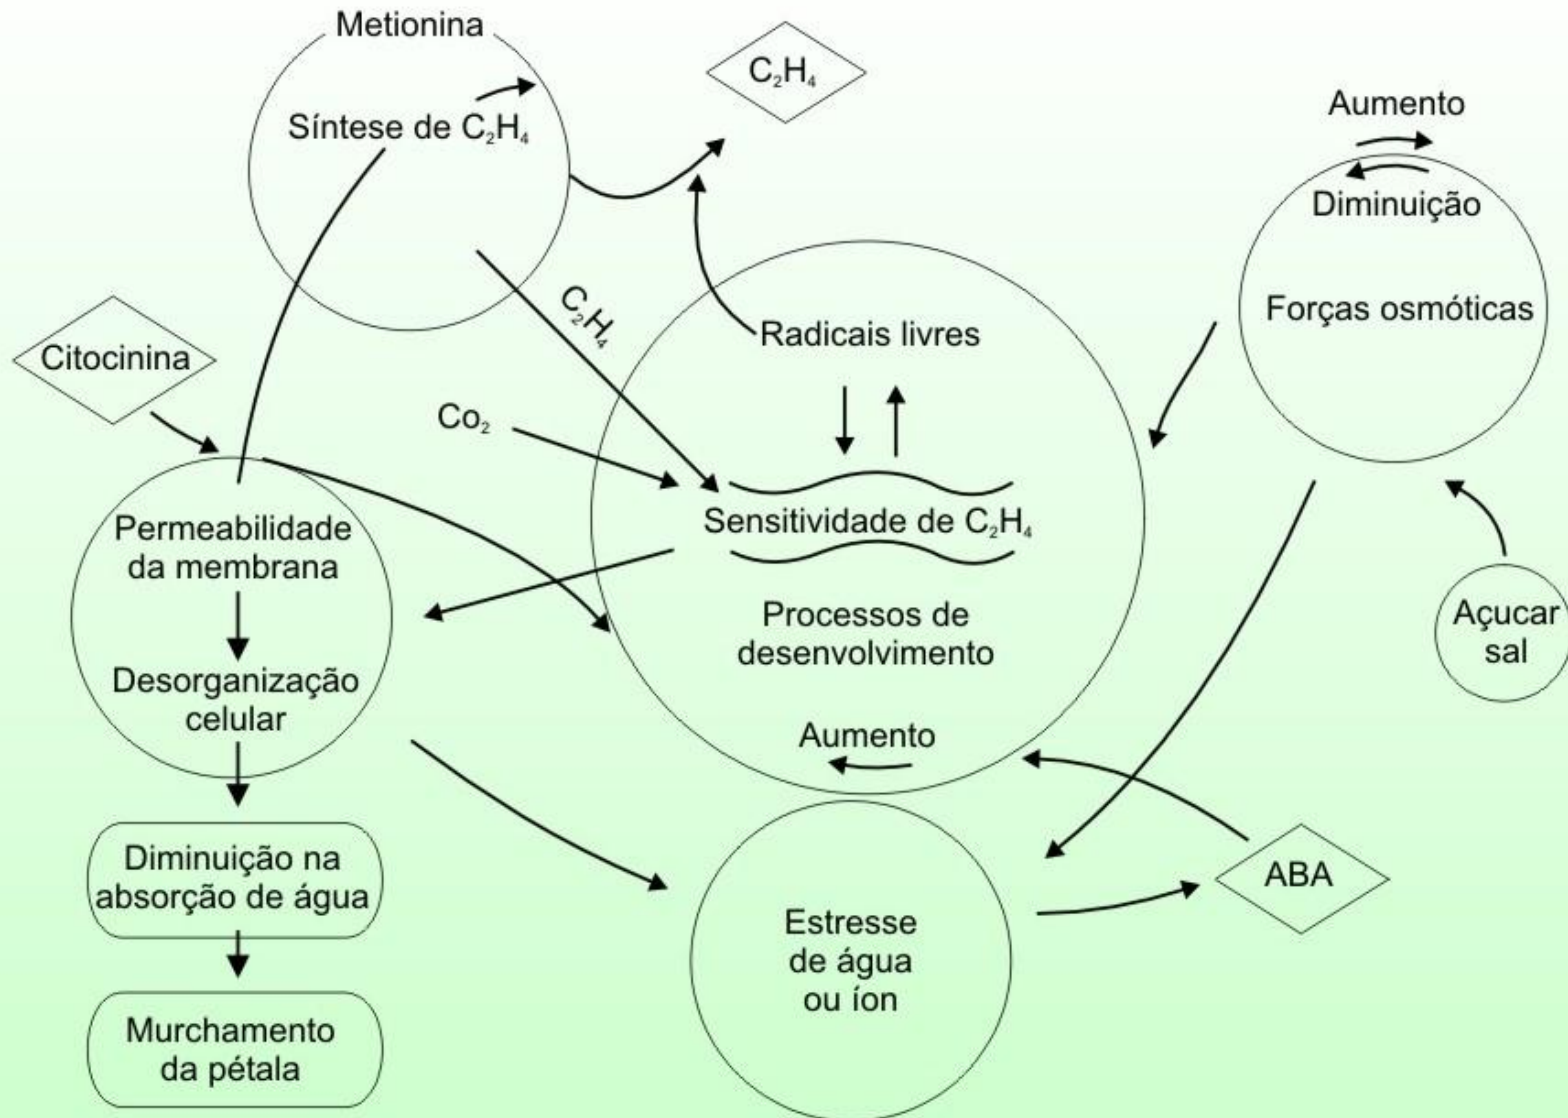 Metionina
Síntese de C₂H₄
C₂H₄
Aumento
Diminuição
Forças osmóticas
Citocinina
C₂H₄
Radicais livres
Co₂
Sensitividade de C₂H₄
Permeabilidade
da membrana
Desorganização
celular
Processos de
desenvolvimento
Açucar
sal
Aumento
Diminuição na
absorção de água
Estresse
de água
ou íon
ABA
Murchamento
da pétala